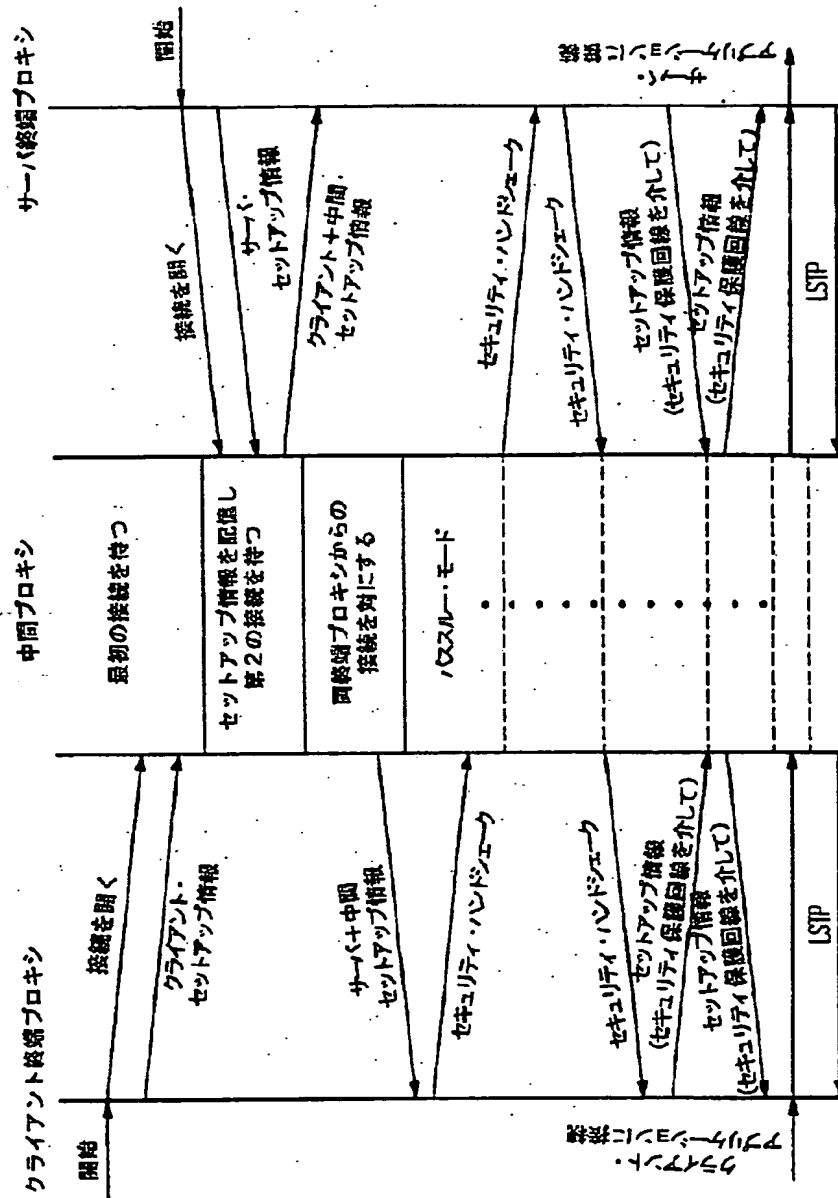 クライアント終端プロキシ
中間プロキシ
サーバ終端プロキシ
開始
接続を開く
クライアント・
セットアップ情報
サーバ+中間
セットアップ情報
セキュリティ・ハンドシェーク
セキュリティ・ハンドシェーク
セットアップ情報
(セキュリティ保護回線を介して)
セットアップ情報
(セキュリティ保護回線を介して)
クライアント・
アプリケーションに接続
LSTP
最初の接続を待つ
セットアップ情報を記憶し
第2の接続を待つ
両終端プロキシからの
接続を対にする
パススルー・モード
開始
接続を開く
サーバ・
セットアップ情報
クライアント+中間・
セットアップ情報
セキュリティ・ハンドシェーク
セキュリティ・ハンドシェーク
セットアップ情報
(セキュリティ保護回線を介して)
セットアップ情報
(セキュリティ保護回線を介して)
サーバ・
アプリケーションに接続
LSTP